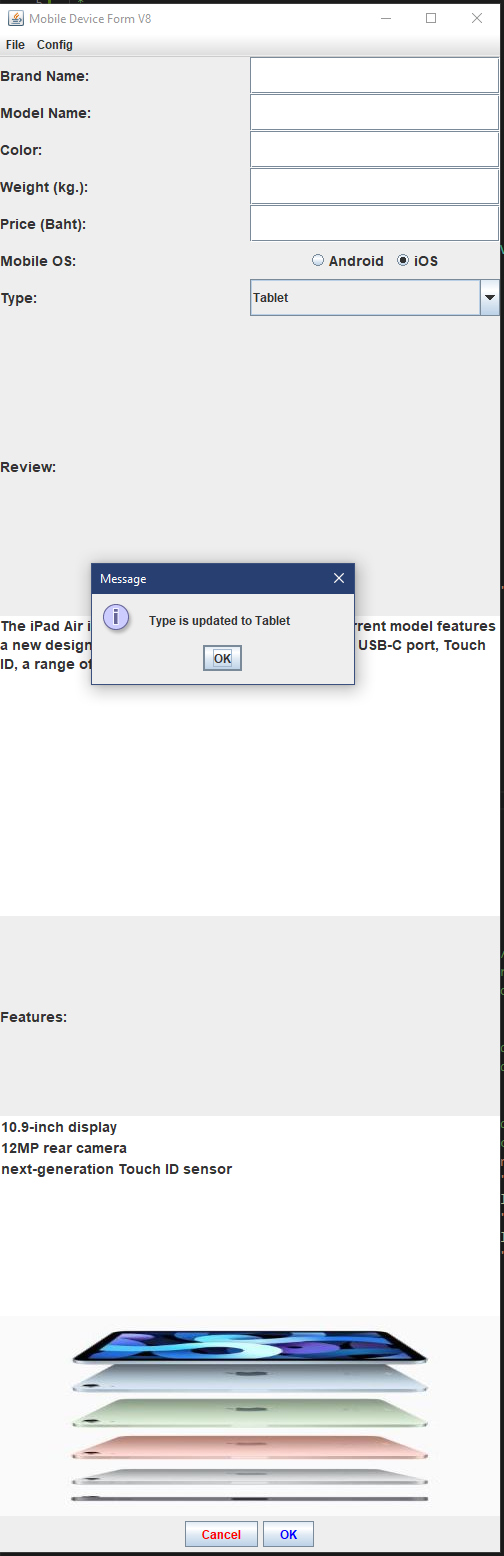 Mobile Device Form V8
File Config
Brand Name:
Model Name:
Color:
Weight (kg.):
Price (Baht):
Mobile OS: Android iOS
Type: Tablet
Review:
Message
Type is updated to Tablet
OK
The iPad Air i rrent model features
a new design USB-C port, Touch
ID, a range of
Features:
10.9-inch display
12MP rear camera
next-generation Touch ID sensor
Cancel OK